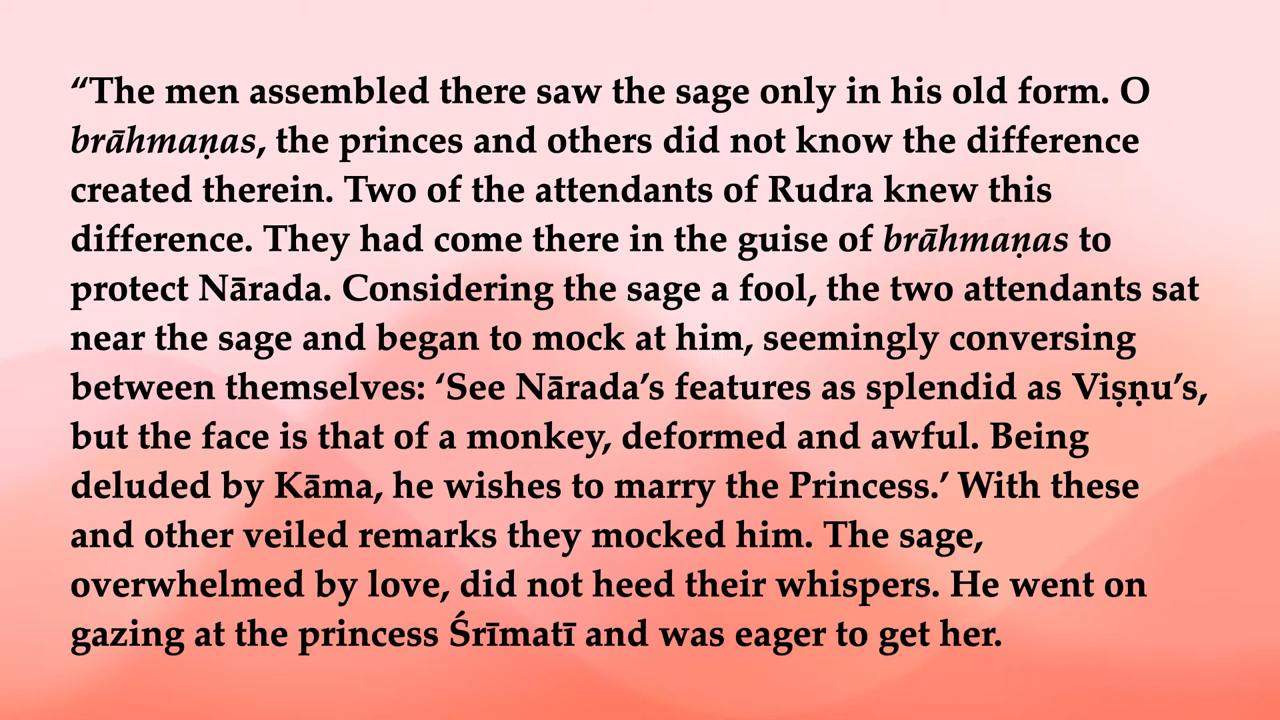 “The men assembled there saw the sage only in his old form. O
brāhmaṇas, the princes and others did not know the difference
created therein. Two of the attendants of Rudra knew this
difference. They had come there in the guise of brāhmaṇas to
protect Nārada. Considering the sage a fool, the two attendants sat
near the sage and began to mock at him, seemingly conversing
between themselves: ‘See Nārada’s features as splendid as Viṣṇu’s,
but the face is that of a monkey, deformed and awful. Being
deluded by Kāma, he wishes to marry the Princess.’ With these
and other veiled remarks they mocked him. The sage,
overwhelmed by love, did not heed their whispers. He went on
gazing at the princess Śrīmatī and was eager to get her.